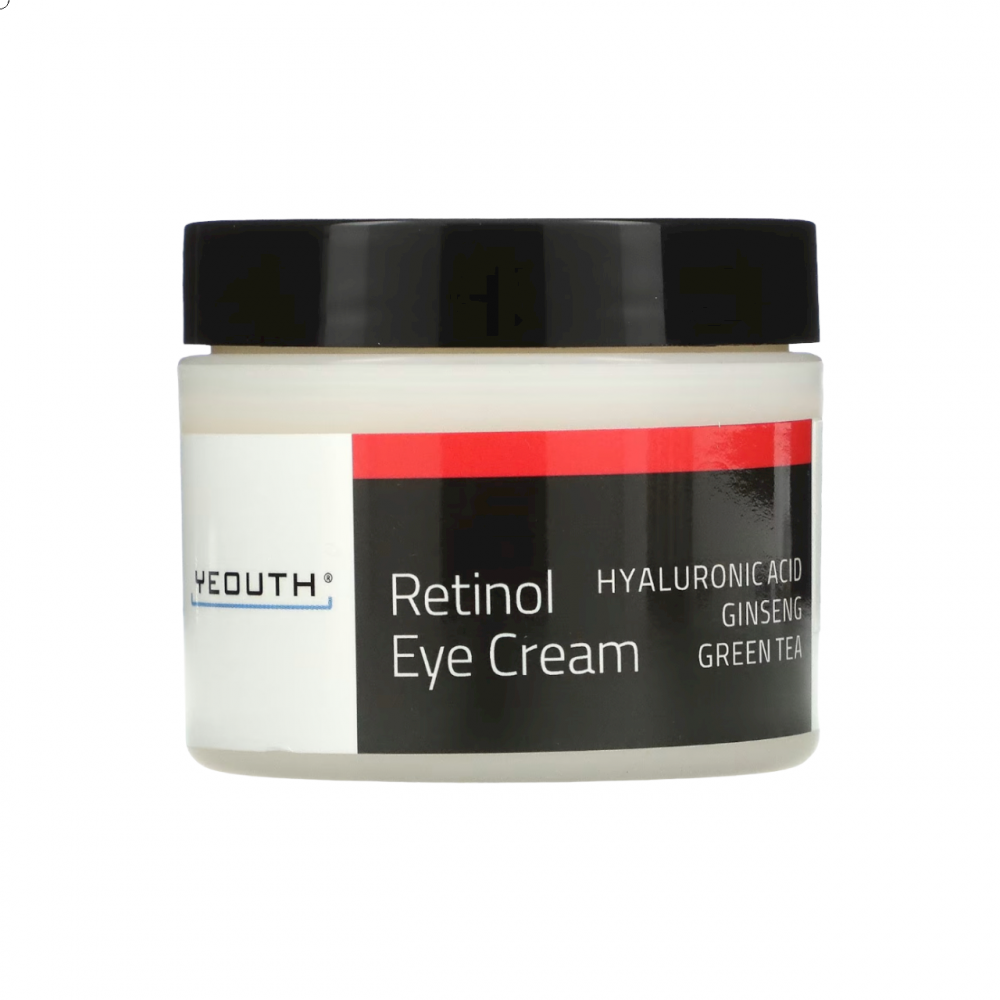 YEOUTH®
Retinol
Eye Cream
HYALURONIC ACID
GINSENG
GREEN TEA